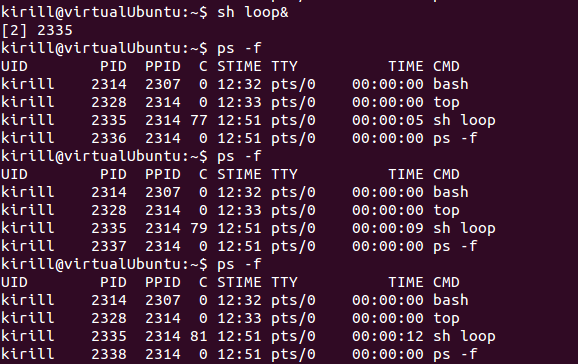 kirill@virtualUbuntu:~$ sh loop&
[2] 2335
kirill@virtualUbuntu:~$ ps -f
UID        PID  PPID  C STIME TTY          TIME CMD
kirill    2314  2307  0 12:32 pts/0    00:00:00 bash
kirill    2328  2314  0 12:33 pts/0    00:00:00 top
kirill    2335  2314 77 12:51 pts/0    00:00:05 sh loop
kirill    2336  2314  0 12:51 pts/0    00:00:00 ps -f
kirill@virtualUbuntu:~$ ps -f
UID        PID  PPID  C STIME TTY          TIME CMD
kirill    2314  2307  0 12:32 pts/0    00:00:00 bash
kirill    2328  2314  0 12:33 pts/0    00:00:00 top
kirill    2335  2314 79 12:51 pts/0    00:00:09 sh loop
kirill    2337  2314  0 12:51 pts/0    00:00:00 ps -f
kirill@virtualUbuntu:~$ ps -f
UID        PID  PPID  C STIME TTY          TIME CMD
kirill    2314  2307  0 12:32 pts/0    00:00:00 bash
kirill    2328  2314  0 12:33 pts/0    00:00:00 top
kirill    2335  2314 81 12:51 pts/0    00:00:12 sh loop
kirill    2338  2314  0 12:51 pts/0    00:00:00 ps -f